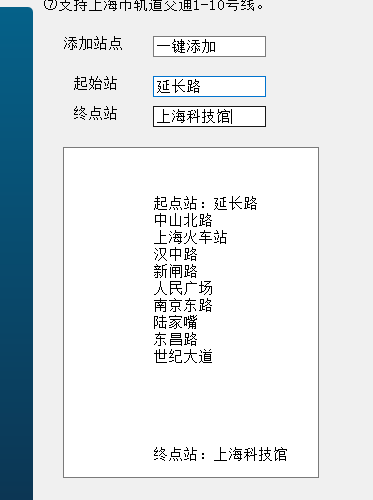 ⑦支持上海市轨道交通1-10号线。
添加站点 一键添加
起始站 延长路
终点站 上海科技馆
起点站：延长路
中山北路
上海火车站
汉中路
新闸路
人民广场
南京东路
陆家嘴
东昌路
世纪大道
终点站：上海科技馆